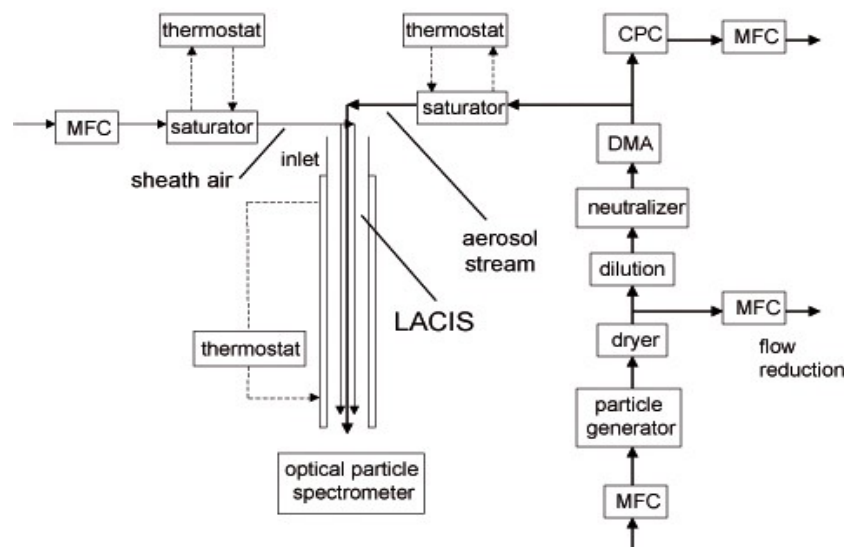 thermostat
thermostat
CPC
MFC
MFC
saturator
saturator
sheath air
inlet
DMA
neutralizer
aerosol
stream
dilution
LACIS
MFC
flow
reduction
dryer
thermostat
particle
generator
optical particle
spectrometer
MFC